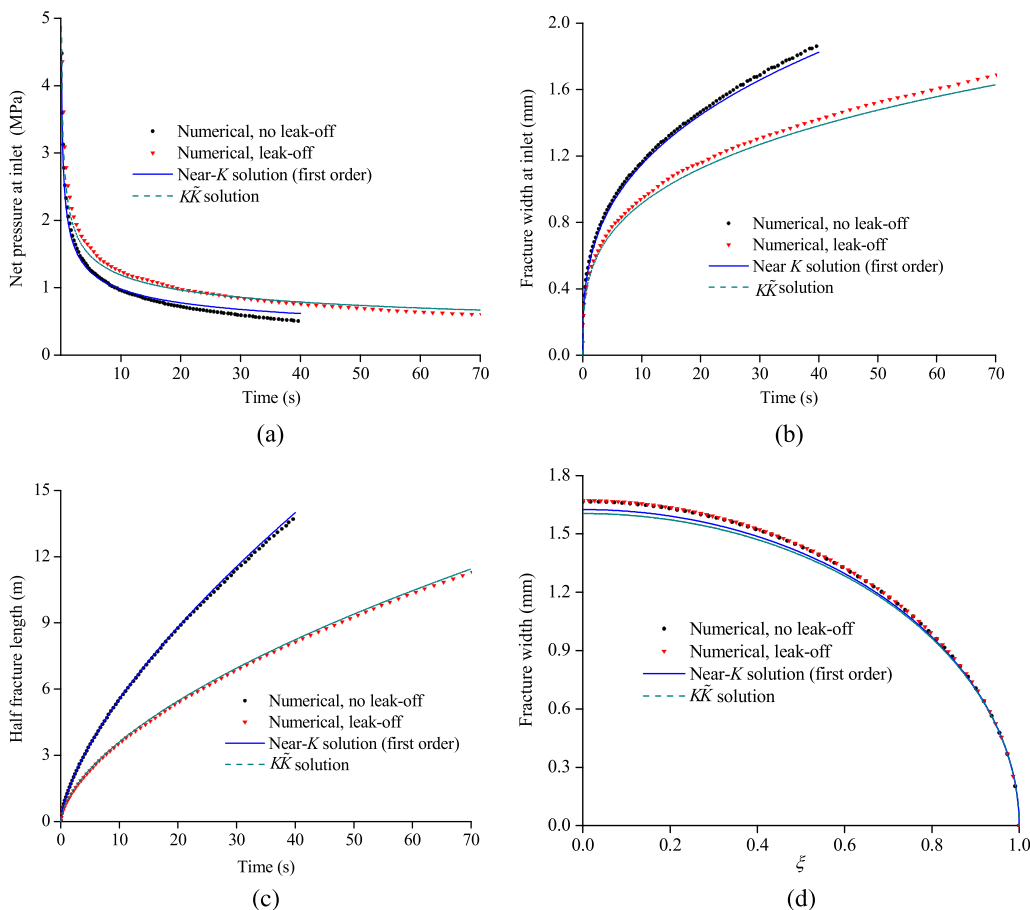 Net pressure at inlet (MPa)
5
4
3
2
1
0
Numerical, no leak-off
Numerical, leak-off
Near-K solution (first order)
KK̃ solution
10 20 30 40 50 60 70
Time (s)
(a)
Fracture width at inlet (mm)
2.0
1.6
1.2
0.8
0.4
0.0
Numerical, no leak-off
Numerical, leak-off
Near K solution (first order)
KK̃ solution
0 10 20 30 40 50 60 70
Time (s)
(b)
Half fracture length (m)
15
12
9
6
3
0
Numerical, no leak-off
Numerical, leak-off
Near-K solution (first order)
KK̃ solution
0 10 20 30 40 50 60 70
Time (s)
(c)
Fracture width (mm)
1.8
1.5
1.2
0.9
0.6
0.3
0.0
Numerical, no leak-off
Numerical, leak-off
Near-K solution (first order)
KK̃ solution
0.0 0.2 0.4 0.6 0.8 1.0
ξ
(d)